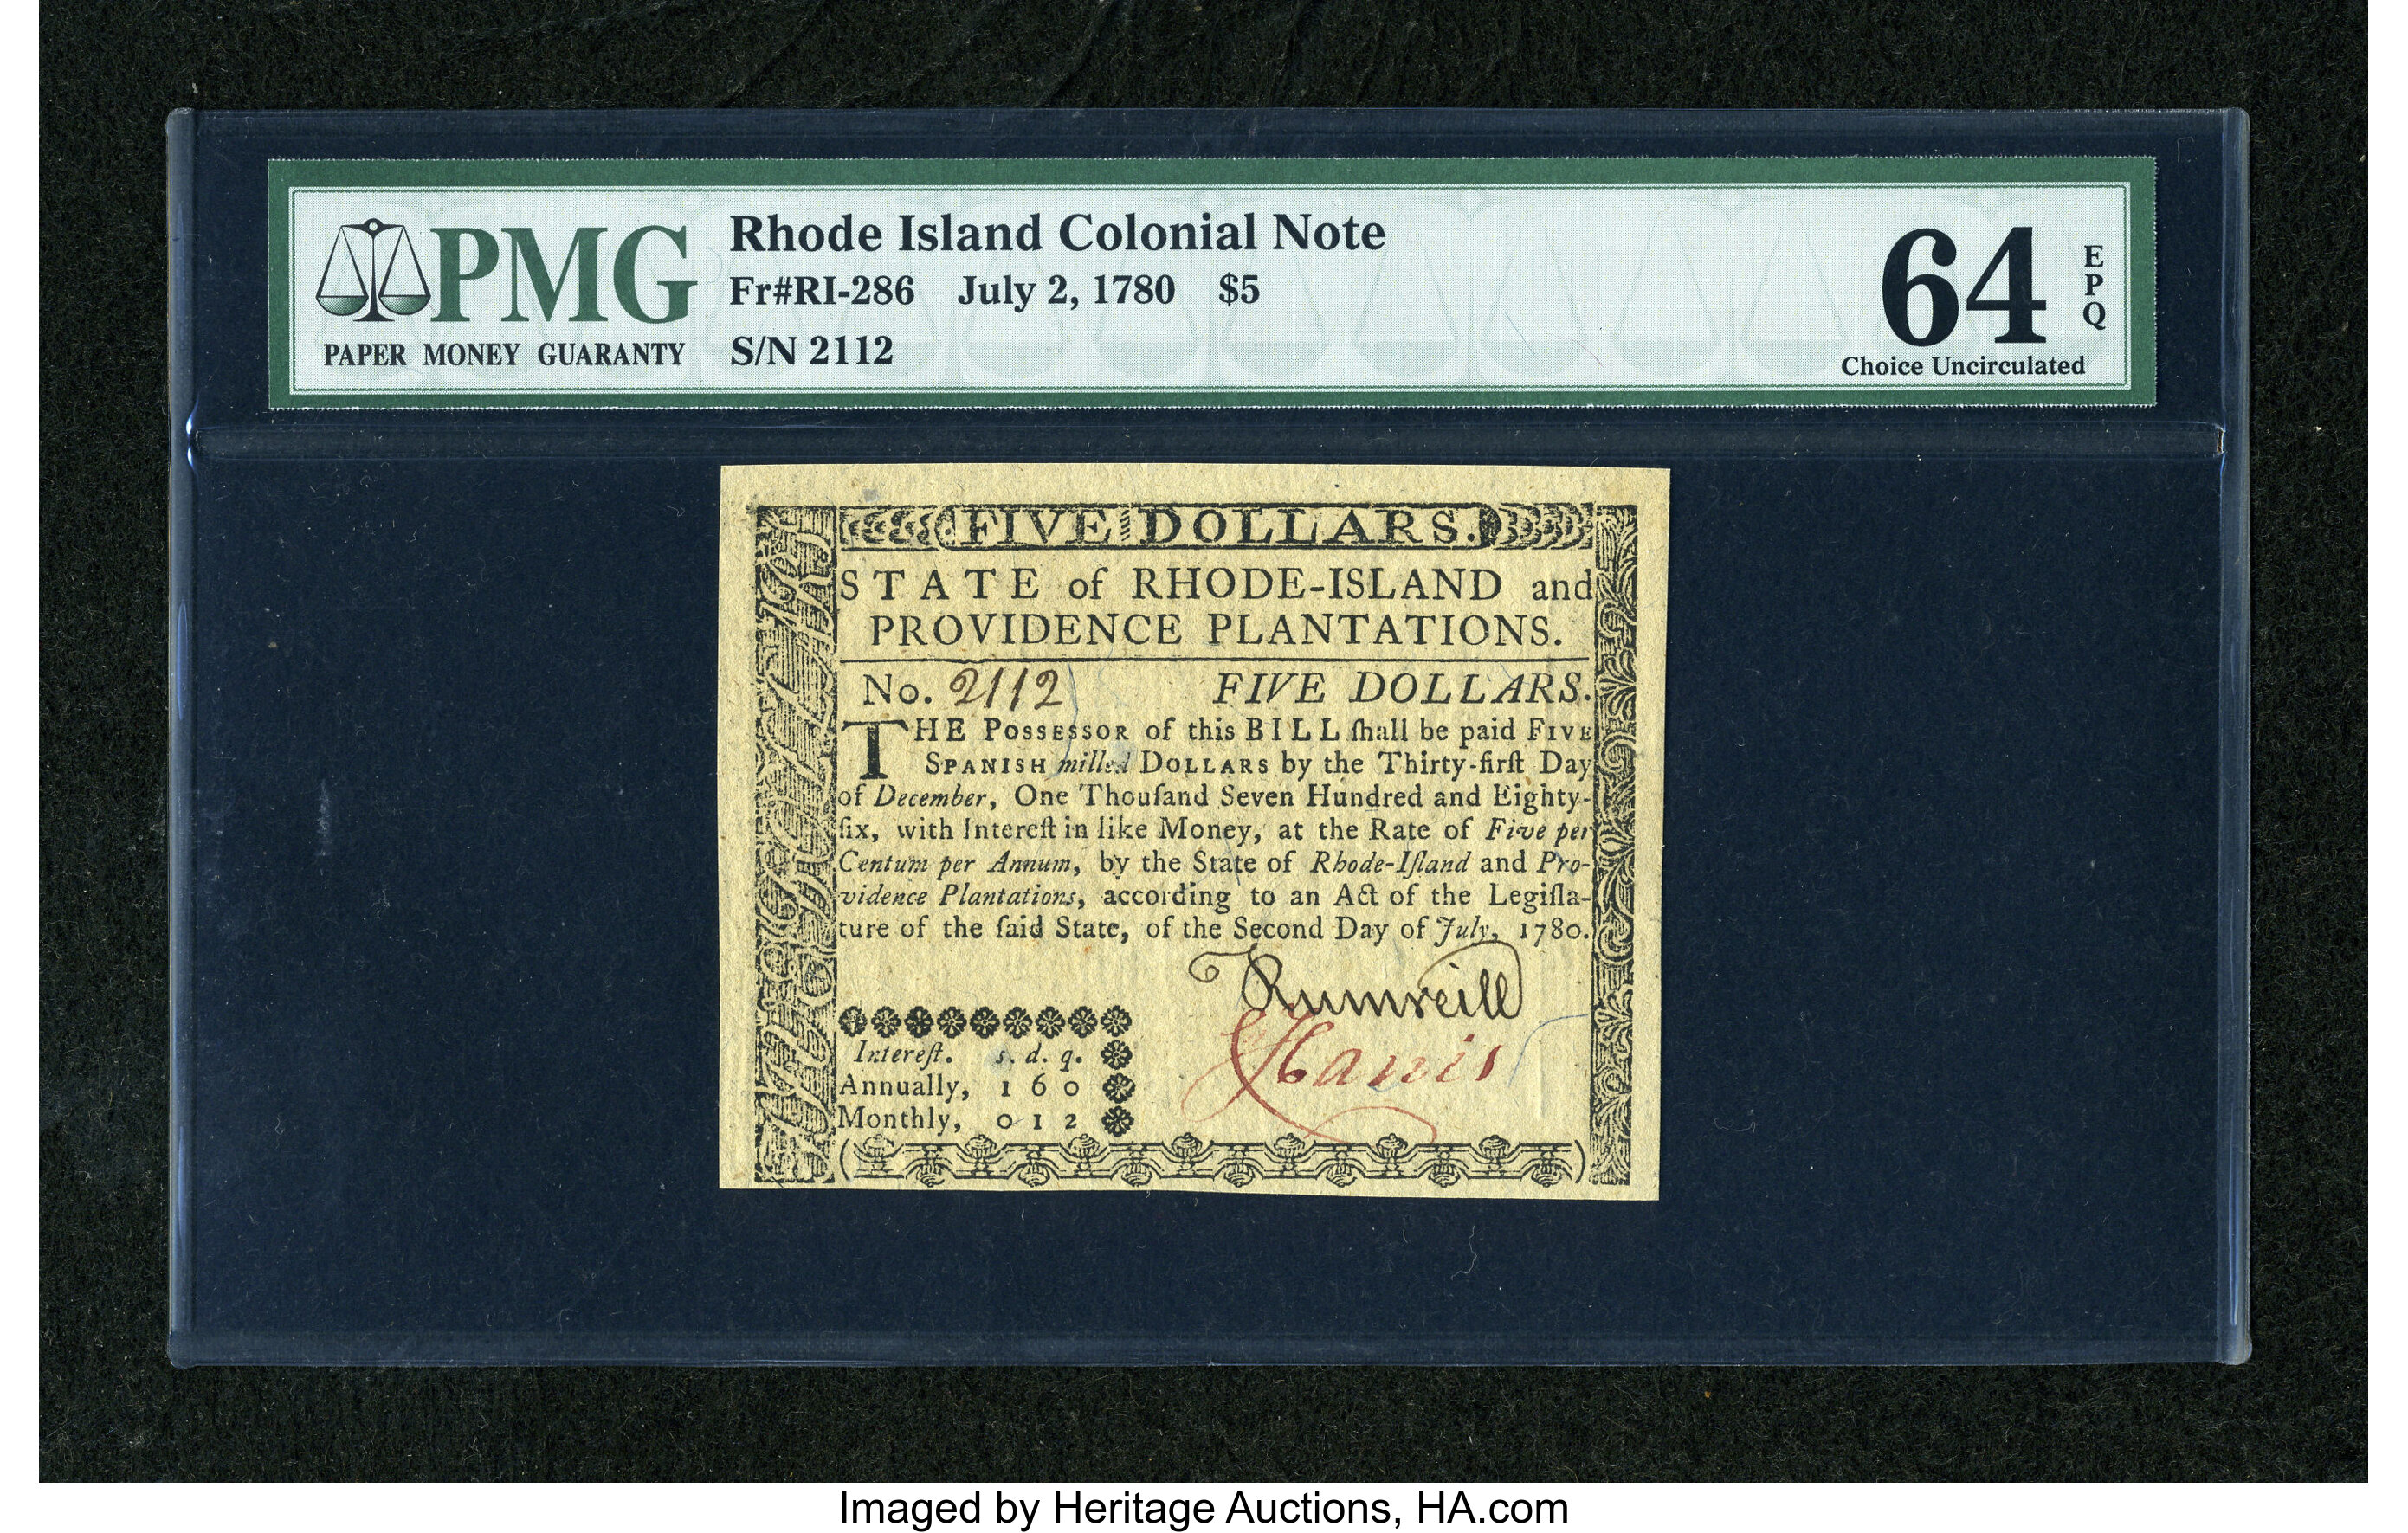 PMG
PAPER MONEY GUARANTY
Rhode Island Colonial Note
Fr#RI-286 July 2, 1780 $5
S/N 2112
64
EPQ
Choice Uncirculated
FIVE DOLLARS.
STATE of RHODE-ISLAND and
PROVIDENCE PLANTATIONS.
No. 2112 FIVE DOLLARS.
THE POSSESSOR of this BILL ſhall be paid FIVE
SPANISH milled DOLLARS by the Thirty-firſt Day
of December, One Thouſand Seven Hundred and Eighty-
ſix, with Intereſt in like Money, at the Rate of Five per
Centum per Annum, by the State of Rhode-Iſland and Pro-
vidence Plantations, according to an Act of the Legiſla-
ture of the ſaid State, of the Second Day of July, 1780.
Rumreill
Intereſt. s. d. q.
Annually, 1 6 0
Monthly, 0 1 2
Imaged by Heritage Auctions, HA.com